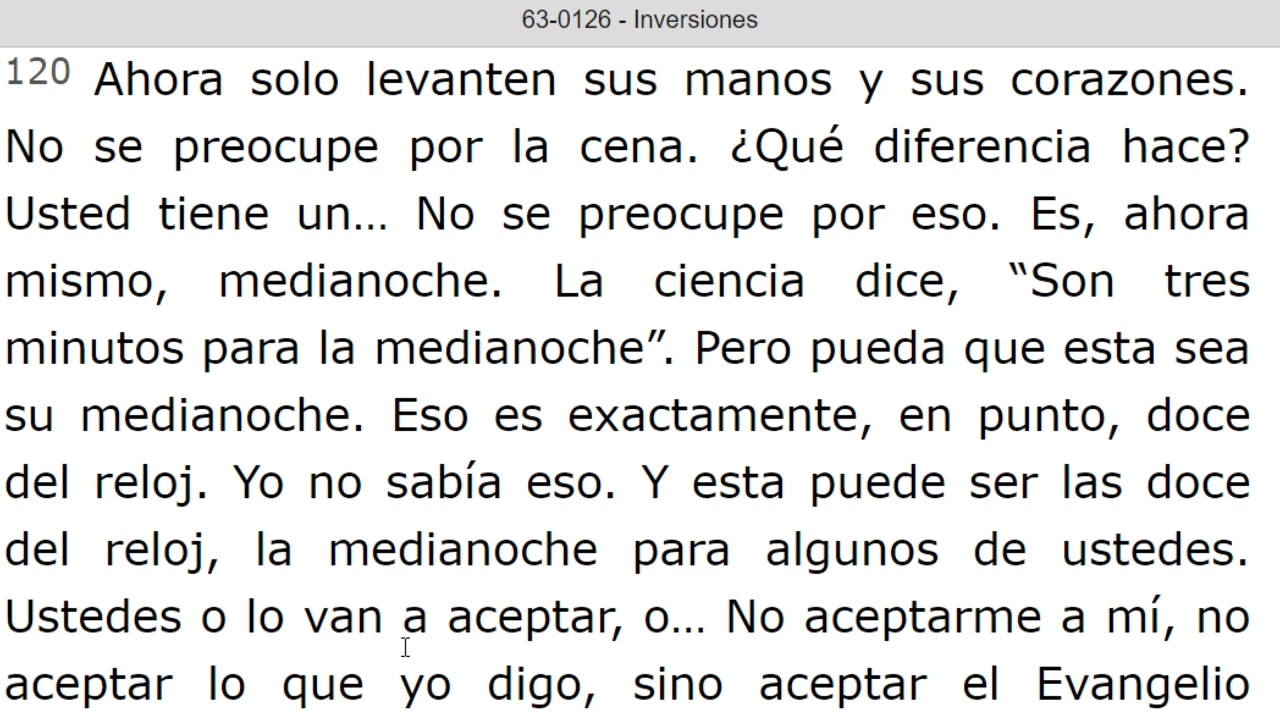 63-0126 - Inversiones
120 Ahora solo levanten sus manos y sus corazones.
No se preocupe por la cena. ¿Qué diferencia hace?
Usted tiene un… No se preocupe por eso. Es, ahora
mismo, medianoche. La ciencia dice, “Son tres
minutos para la medianoche”. Pero pueda que esta sea
su medianoche. Eso es exactamente, en punto, doce
del reloj. Yo no sabía eso. Y esta puede ser las doce
del reloj, la medianoche para algunos de ustedes.
Ustedes o lo van a aceptar, o… No aceptarme a mí, no
aceptar lo que yo digo, sino aceptar el Evangelio